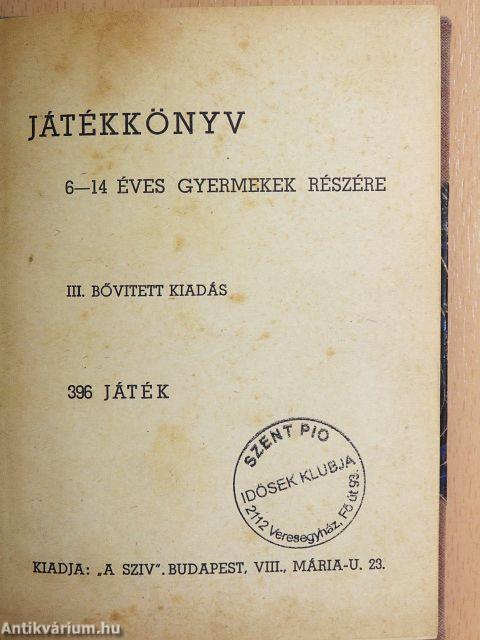 JÁTÉKKÖNYV
6—14 ÉVES GYERMEKEK RÉSZÉRE
III. BŐVITETT KIADÁS
396 JÁTÉK
SZENT PIO
IDŐSEK KLUBJA
2112 Veresegyház, Fő út 93.
KIADJA: „A SZIV". BUDAPEST, VIII., MÁRIA-U. 23.
Antikvárium.hu